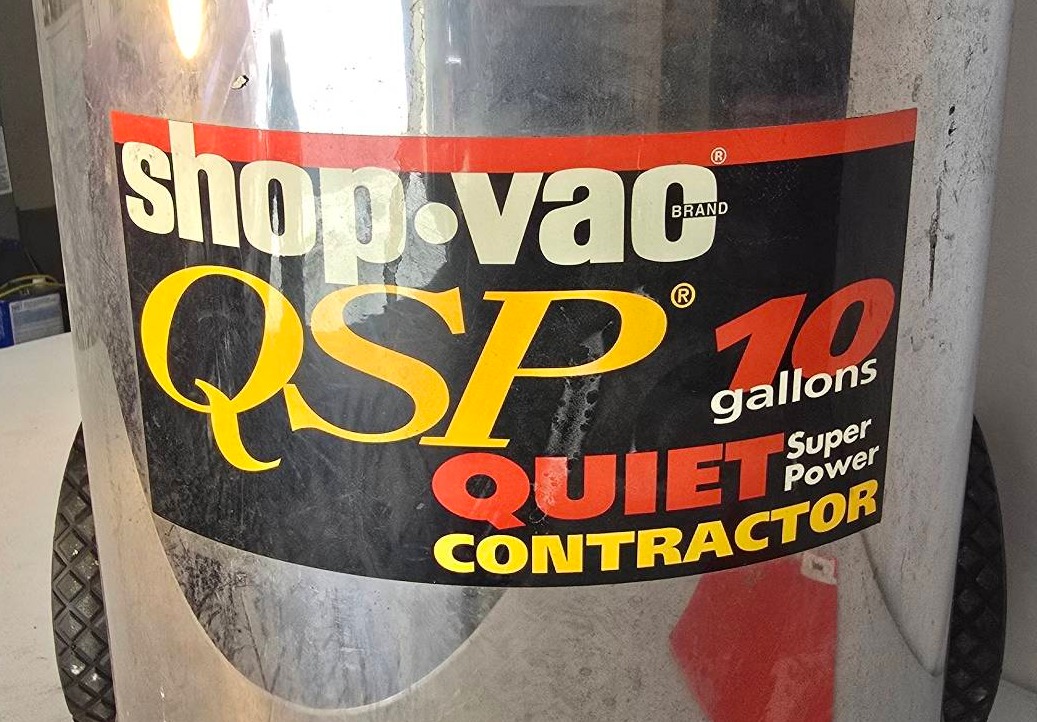 shop·vac®
BRAND
QSP®
10
gallons
QUIET Super Power
CONTRACTOR